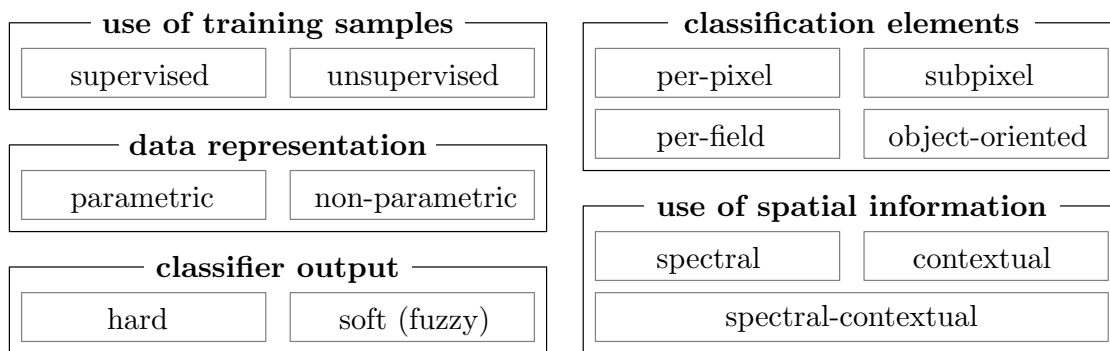 use of training samples
supervised unsupervised
data representation
parametric non-parametric
classifier output
hard soft (fuzzy)
classification elements
per-pixel subpixel
per-field object-oriented
use of spatial information
spectral contextual
spectral-contextual